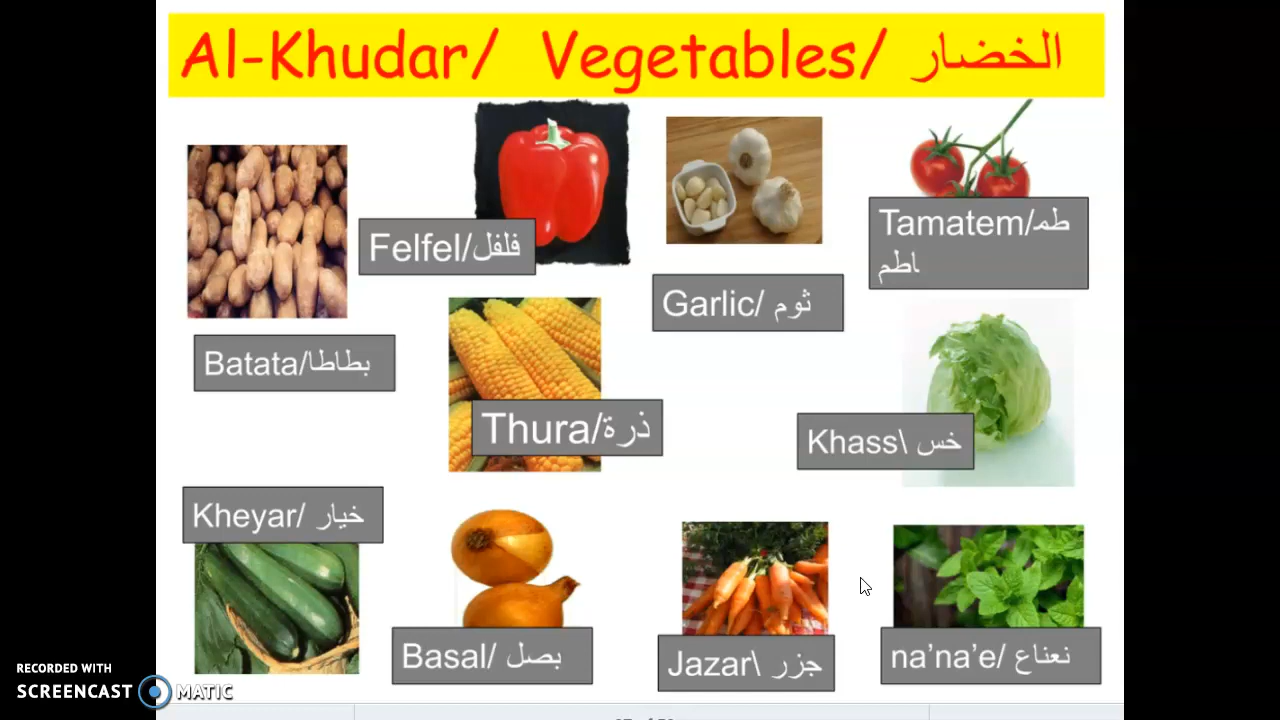 Al-Khudar/ Vegetables/ الخضار
Felfel/فلفل
Tamatem/طم
اطم
Garlic/ ثوم
Batata/بطاطا
Thura/ذرة
Khass\ خس
Kheyar/ خيار
Basal/ بصل
Jazar\ جزر
na’na’e/ نعناع
RECORDED WITH
SCREENCAST MATIC